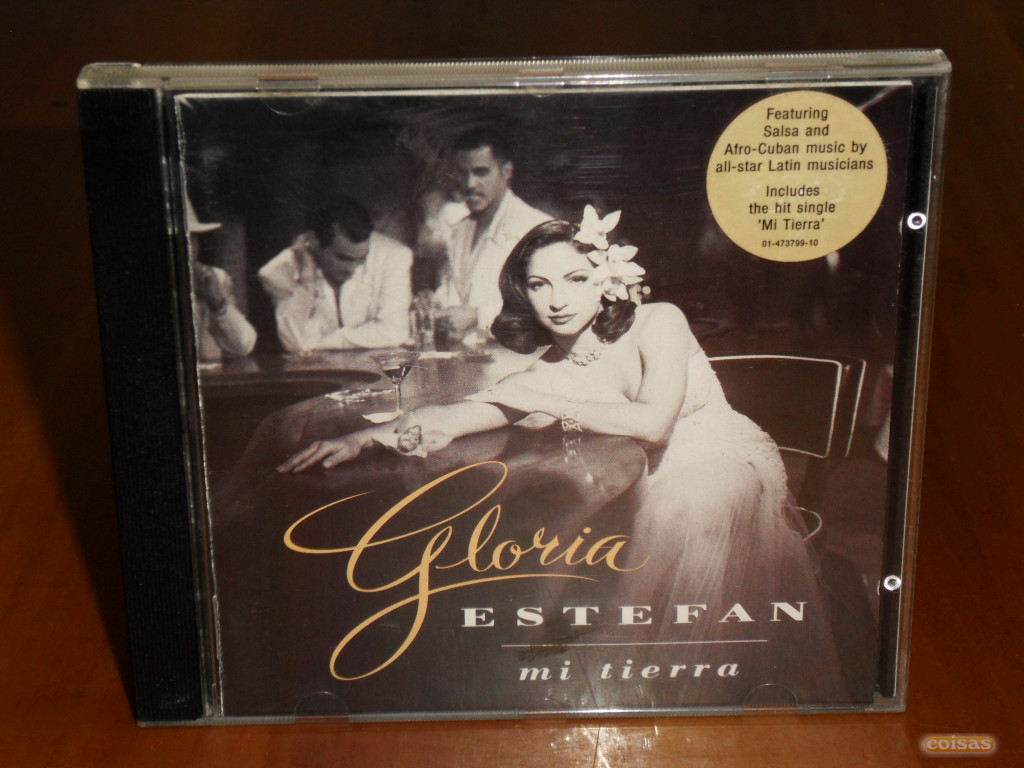 Featuring
Salsa and
Afro-Cuban music by
all-star Latin musicians
Includes
the hit single
'Mi Tierra'
01-473799-10
Gloria
ESTEFAN
mi tierra
coisas